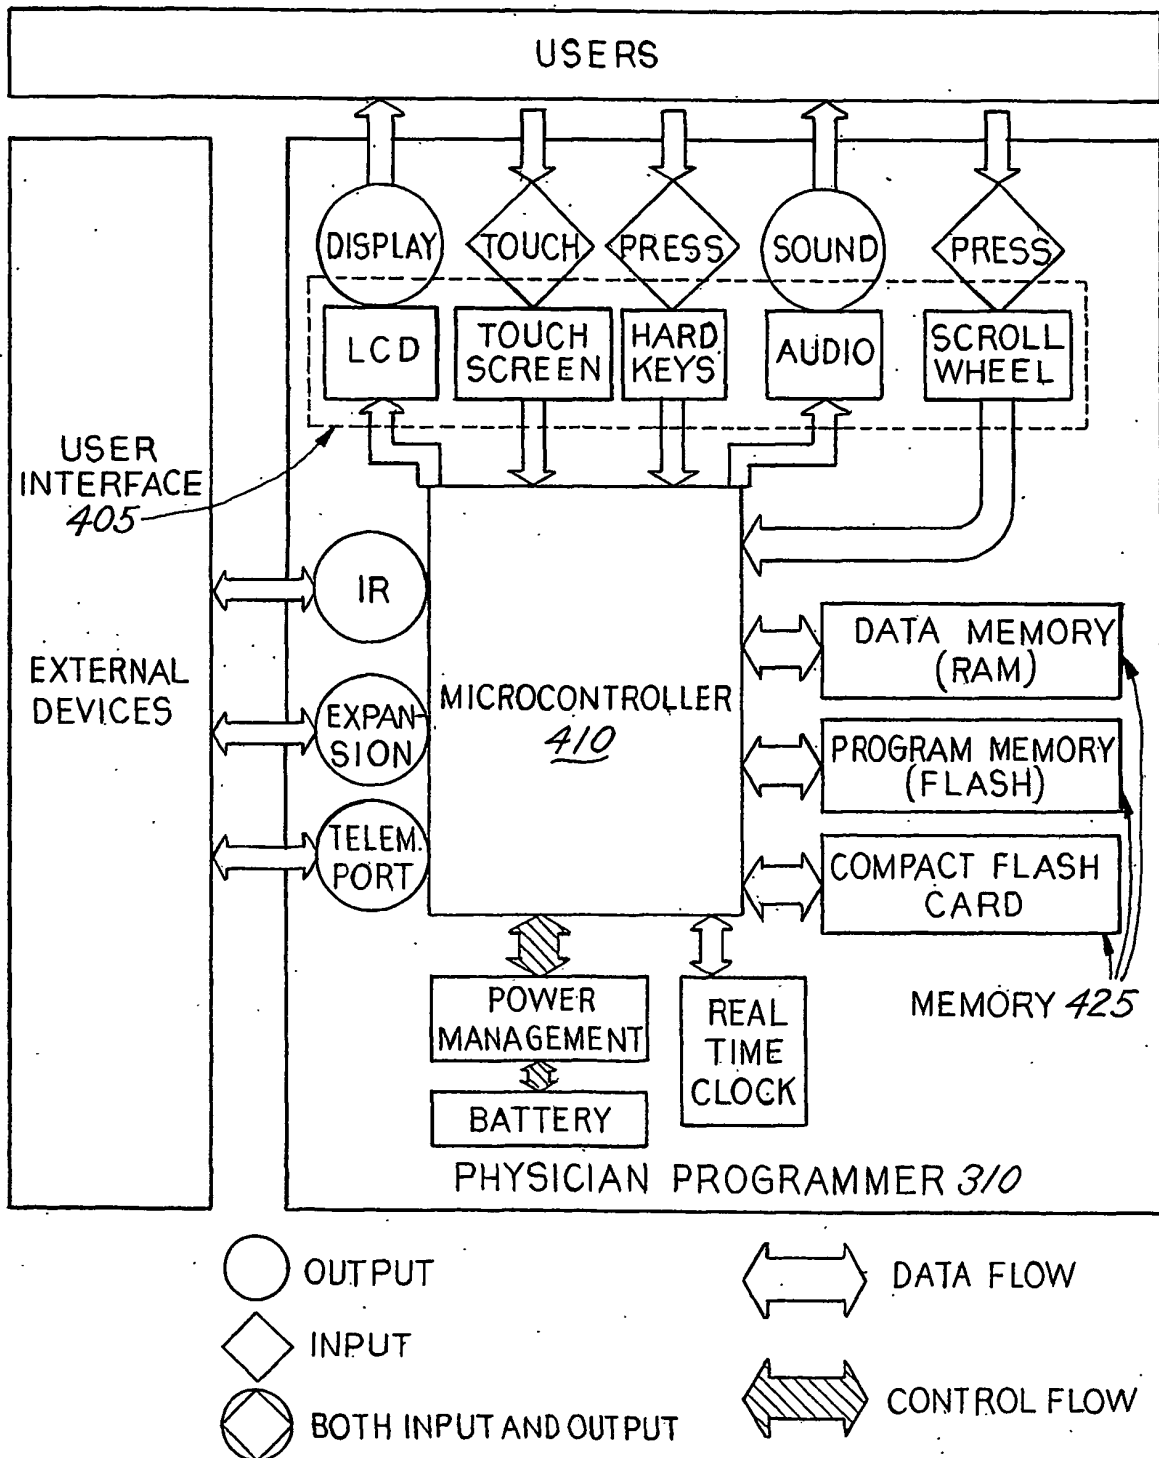 USERS
DISPLAY
TOUCH
PRESS
SOUND
PRESS
LCD
TOUCH
SCREEN
HARD
KEYS
AUDIO
SCROLL
WHEEL
USER
INTERFACE
405
IR
EXTERNAL
DEVICES
EXPAN-
SION
TELEM.
PORT
MICROCONTROLLER
410
DATA MEMORY
(RAM)
PROGRAM MEMORY
(FLASH)
COMPACT FLASH
CARD
MEMORY 425
POWER
MANAGEMENT
BATTERY
REAL
TIME
CLOCK
PHYSICIAN PROGRAMMER 310
OUTPUT
INPUT
BOTH INPUT AND OUTPUT
DATA FLOW
CONTROL FLOW